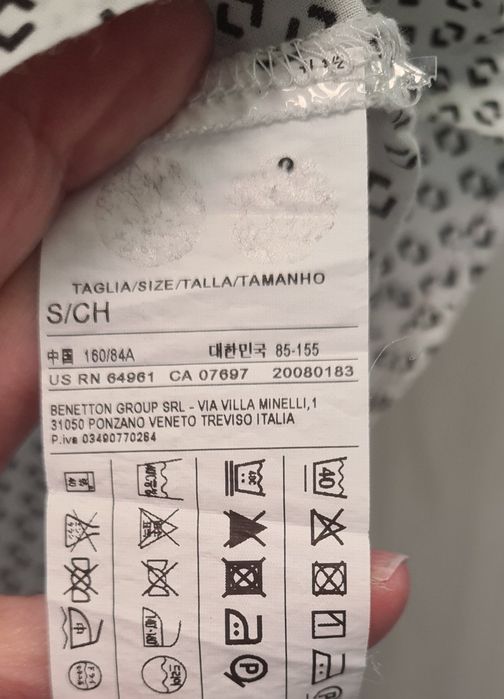 TAGLIA/SIZE/TALLA/TAMANHO
S/CH
中国 160/84A 대한민국 85-155
US RN 64961 CA 07697 20080183
BENETTON GROUP SRL - VIA VILLA MINELLI,1
31050 PONZANO VENETO TREVISO ITALIA
P.iva 03490770264
40
中
P